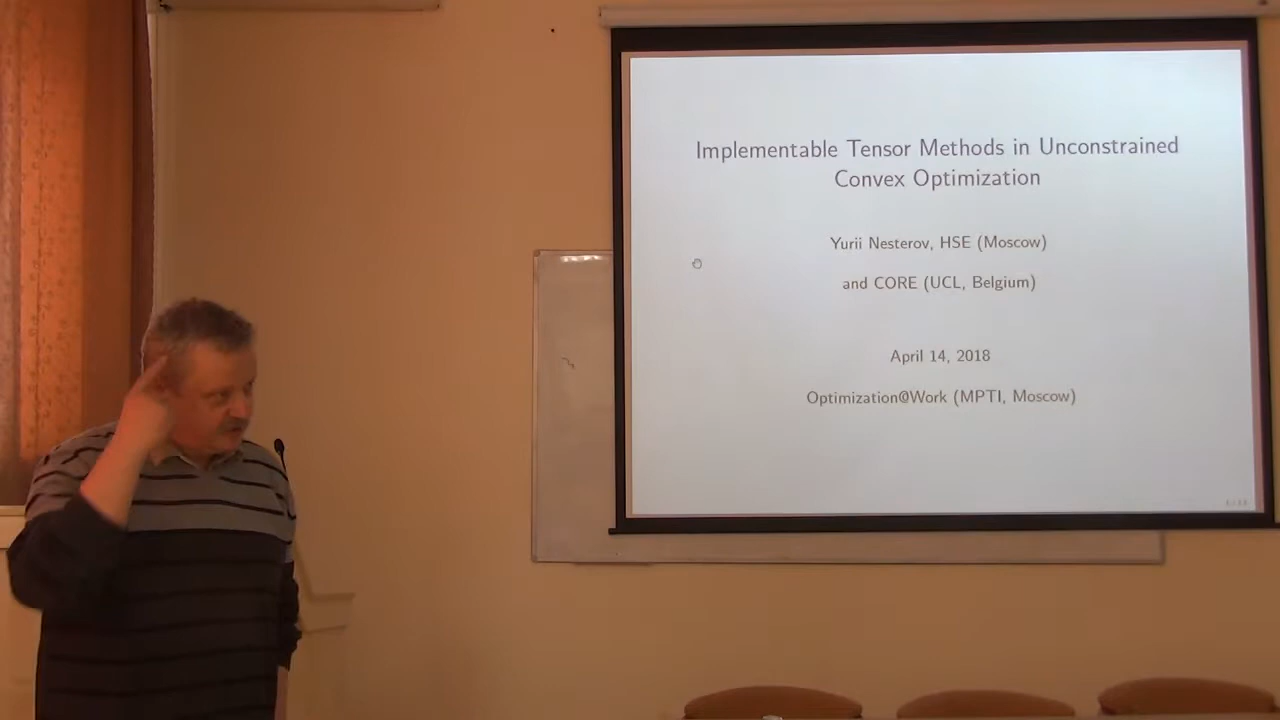 Implementable Tensor Methods in Unconstrained
Convex Optimization
Yurii Nesterov, HSE (Moscow)
and CORE (UCL, Belgium)
April 14, 2018
Optimization@Work (MPTI, Moscow)